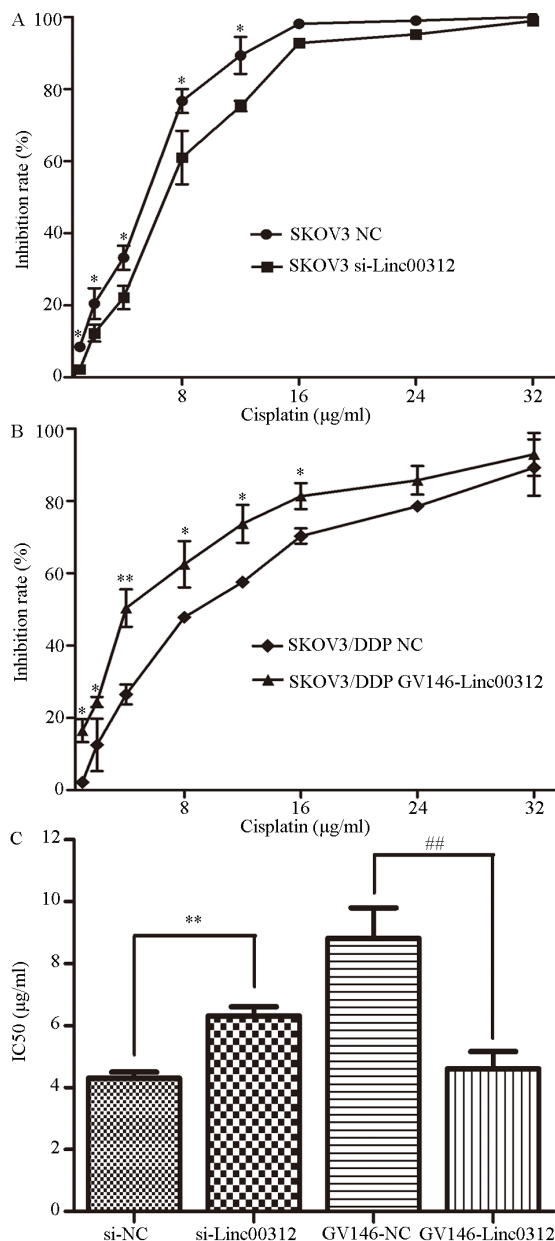 A
100
80
60
40
20
0
Inhibition rate (%)
*
*
*
*
*
SKOV3 NC
SKOV3 si-Linc00312
8
16
24
32
Cisplatin (μg/ml)
B
100
80
60
40
20
0
Inhibition rate (%)
*
*
**
*
*
*
SKOV3/DDP NC
SKOV3/DDP GV146-Linc00312
8
16
24
32
Cisplatin (μg/ml)
C
12
10
8
6
4
2
0
IC50 (μg/ml)
**
##
si-NC
si-Linc00312
GV146-NC
GV146-Linc0312